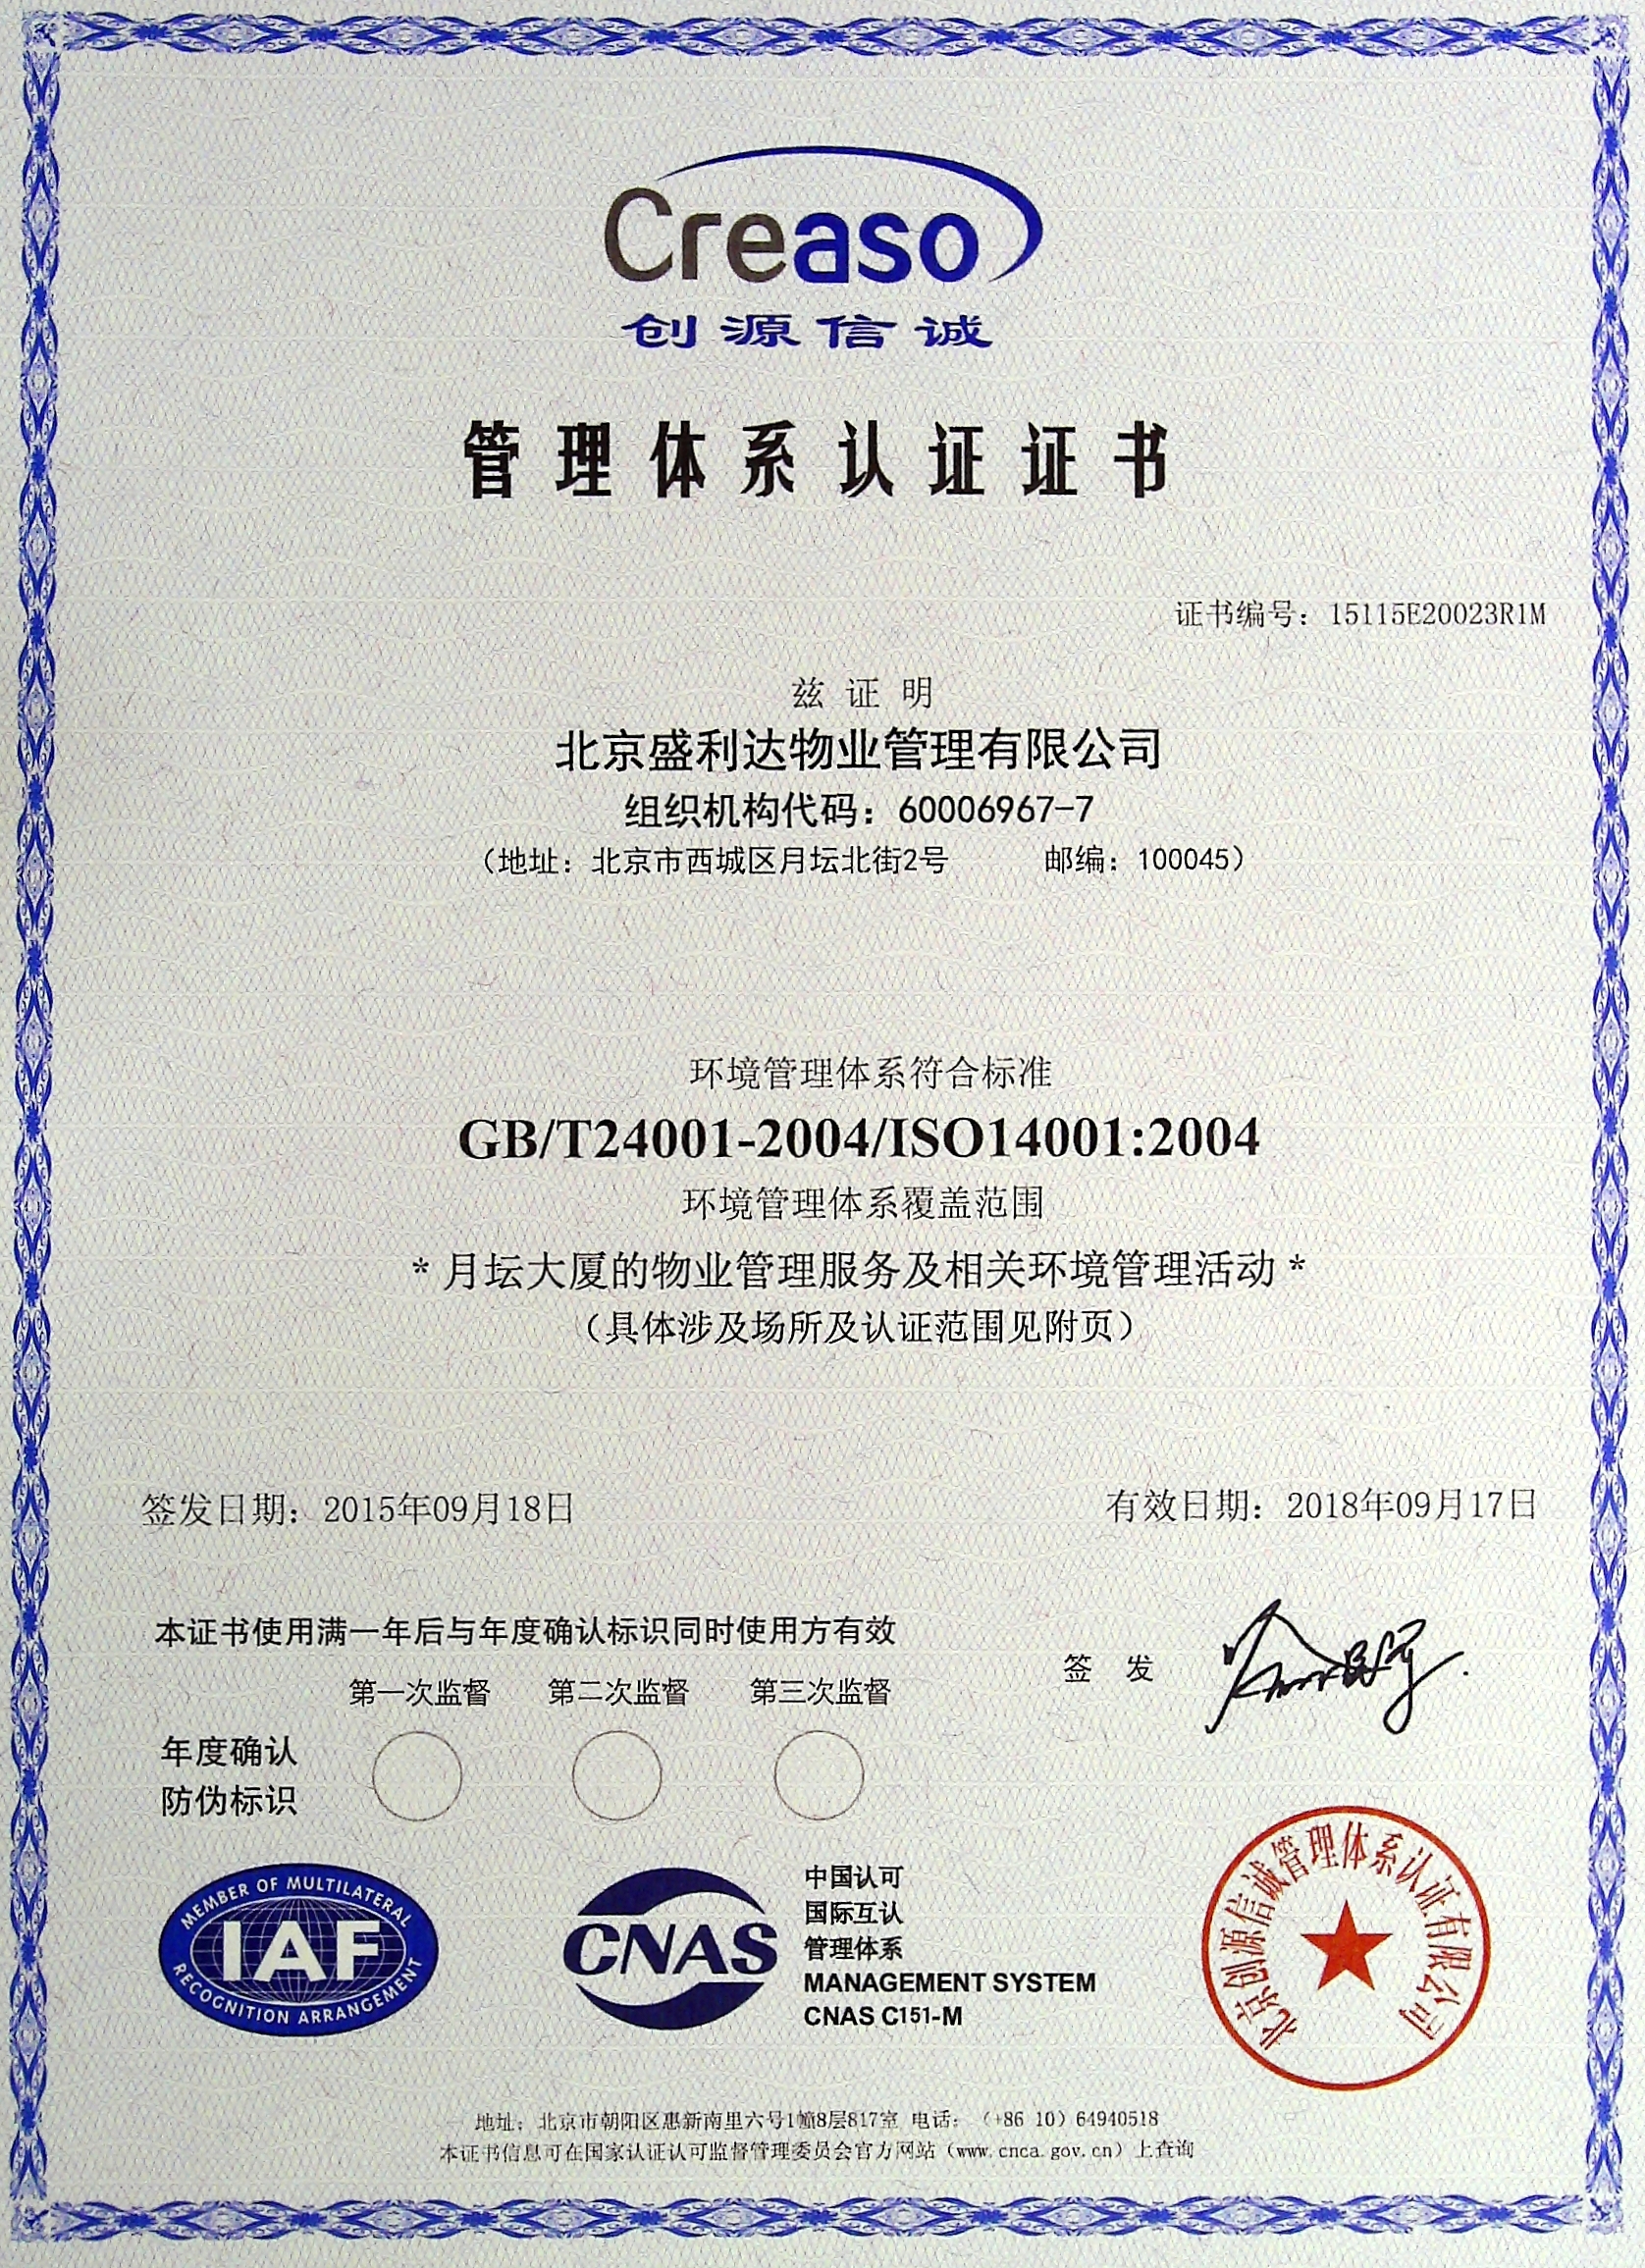 Creaso
创源信诚
管理体系认证证书
证书编号：15115E20023R1M
兹 证 明
北京盛利达物业管理有限公司
组织机构代码：60006967-7
（地址：北京市西城区月坛北街2号 邮编：100045）
环境管理体系符合标准
GB/T24001-2004/ISO14001:2004
环境管理体系覆盖范围
* 月坛大厦的物业管理服务及相关环境管理活动 *
（具体涉及场所及认证范围见附页）
签发日期：2015年09月18日 有效日期：2018年09月17日
本证书使用满一年后与年度确认标识同时使用方有效
签 发
第一次监督 第二次监督 第三次监督
年度确认
防伪标识
MEMBER OF MULTILATERAL
IAF
RECOGNITION ARRANGEMENT
CNAS
中国认可
国际互认
管理体系
MANAGEMENT SYSTEM
CNAS C151-M
北京创源信诚管理体系认证有限公司
地址：北京市朝阳区惠新南里六号1幢8层817室 电话：（+86 10）64940518
本证书信息可在国家认证认可监督管理委员会官方网站（www.cnca.gov.cn）上查询